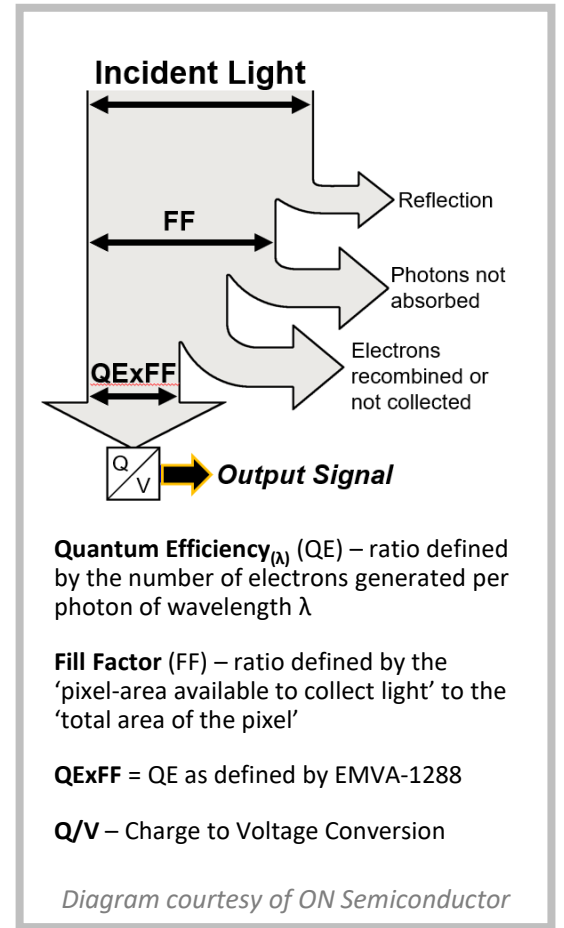 Incident Light
Reflection
FF
Photons not
absorbed
Electrons
recombined or
not collected
QExFF
Q
V
Output Signal
Quantum Efficiency(λ) (QE) – ratio defined
by the number of electrons generated per
photon of wavelength λ
Fill Factor (FF) – ratio defined by the
‘pixel-area available to collect light’ to the
‘total area of the pixel’
QExFF = QE as defined by EMVA-1288
Q/V – Charge to Voltage Conversion
Diagram courtesy of ON Semiconductor